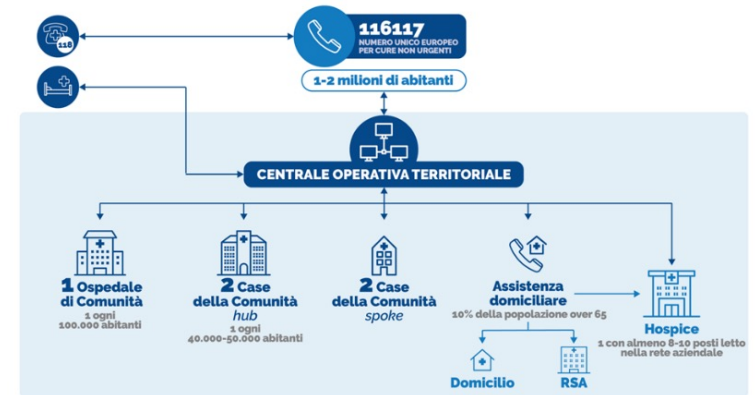 118
116117
NUMERO UNICO EUROPEO
PER CURE NON URGENTI
1-2 milioni di abitanti
CENTRALE OPERATIVA TERRITORIALE
1 Ospedale
di Comunità
1 ogni
100.000 abitanti
2 Case
della Comunità
hub
1 ogni
40.000-50.000 abitanti
2 Case
della Comunità
spoke
Assistenza
domiciliare
10% della popolazione over 65
Hospice
1 con almeno 8-10 posti letto
nella rete aziendale
Domicilio
RSA